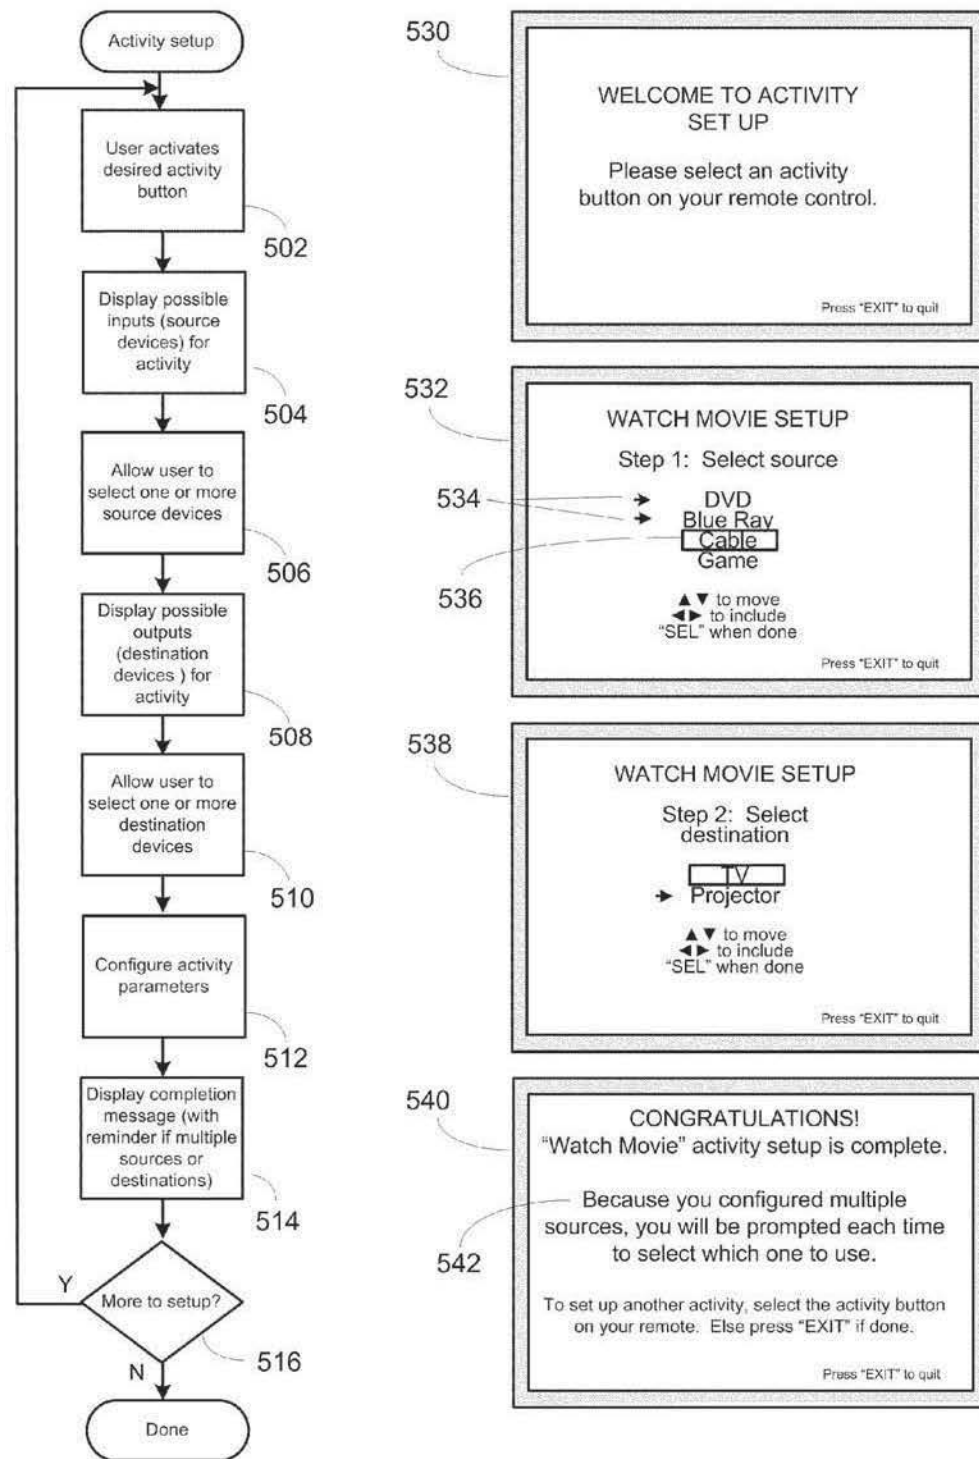 Activity setup
User activates
desired activity
button
502
Display possible
inputs (source
devices) for
activity
504
Allow user to
select one or more
source devices
506
Display possible
outputs
(destination
devices ) for
activity
508
Allow user to
select one or more
destination
devices
510
Configure activity
parameters
512
Display completion
message (with
reminder if multiple
sources or
destinations)
514
More to setup?
Y
516
N
Done
530
WELCOME TO ACTIVITY
SET UP
Please select an activity
button on your remote control.
Press “EXIT” to quit
532
WATCH MOVIE SETUP
Step 1: Select source
534
DVD
Blue Ray
Cable
Game
536
▲▼ to move
◀▶ to include
“SEL” when done
Press “EXIT” to quit
538
WATCH MOVIE SETUP
Step 2: Select
destination
TV
Projector
▲▼ to move
◀▶ to include
“SEL” when done
Press “EXIT” to quit
540
CONGRATULATIONS!
“Watch Movie” activity setup is complete.
Because you configured multiple
sources, you will be prompted each time
to select which one to use.
542
To set up another activity, select the activity button
on your remote. Else press “EXIT” if done.
Press “EXIT” to quit